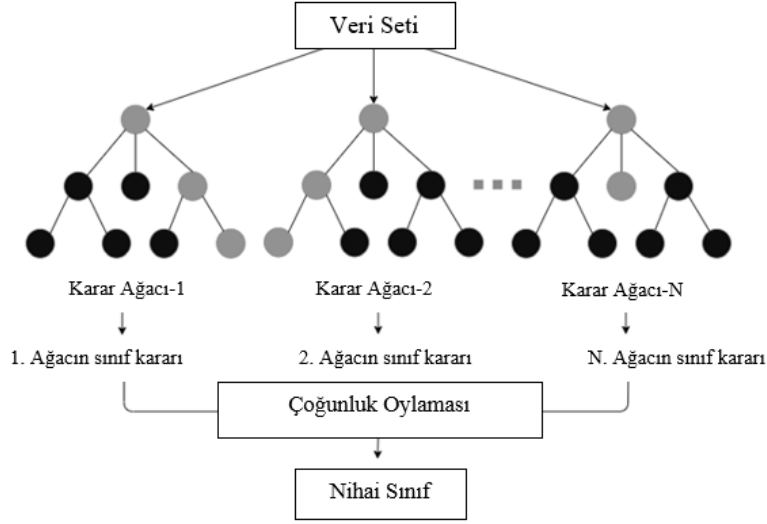 Veri Seti
Karar Ağacı-1
Karar Ağacı-2
Karar Ağacı-N
1. Ağacın sınıf kararı
2. Ağacın sınıf kararı
N. Ağacın sınıf kararı
Çoğunluk Oylaması
Nihai Sınıf